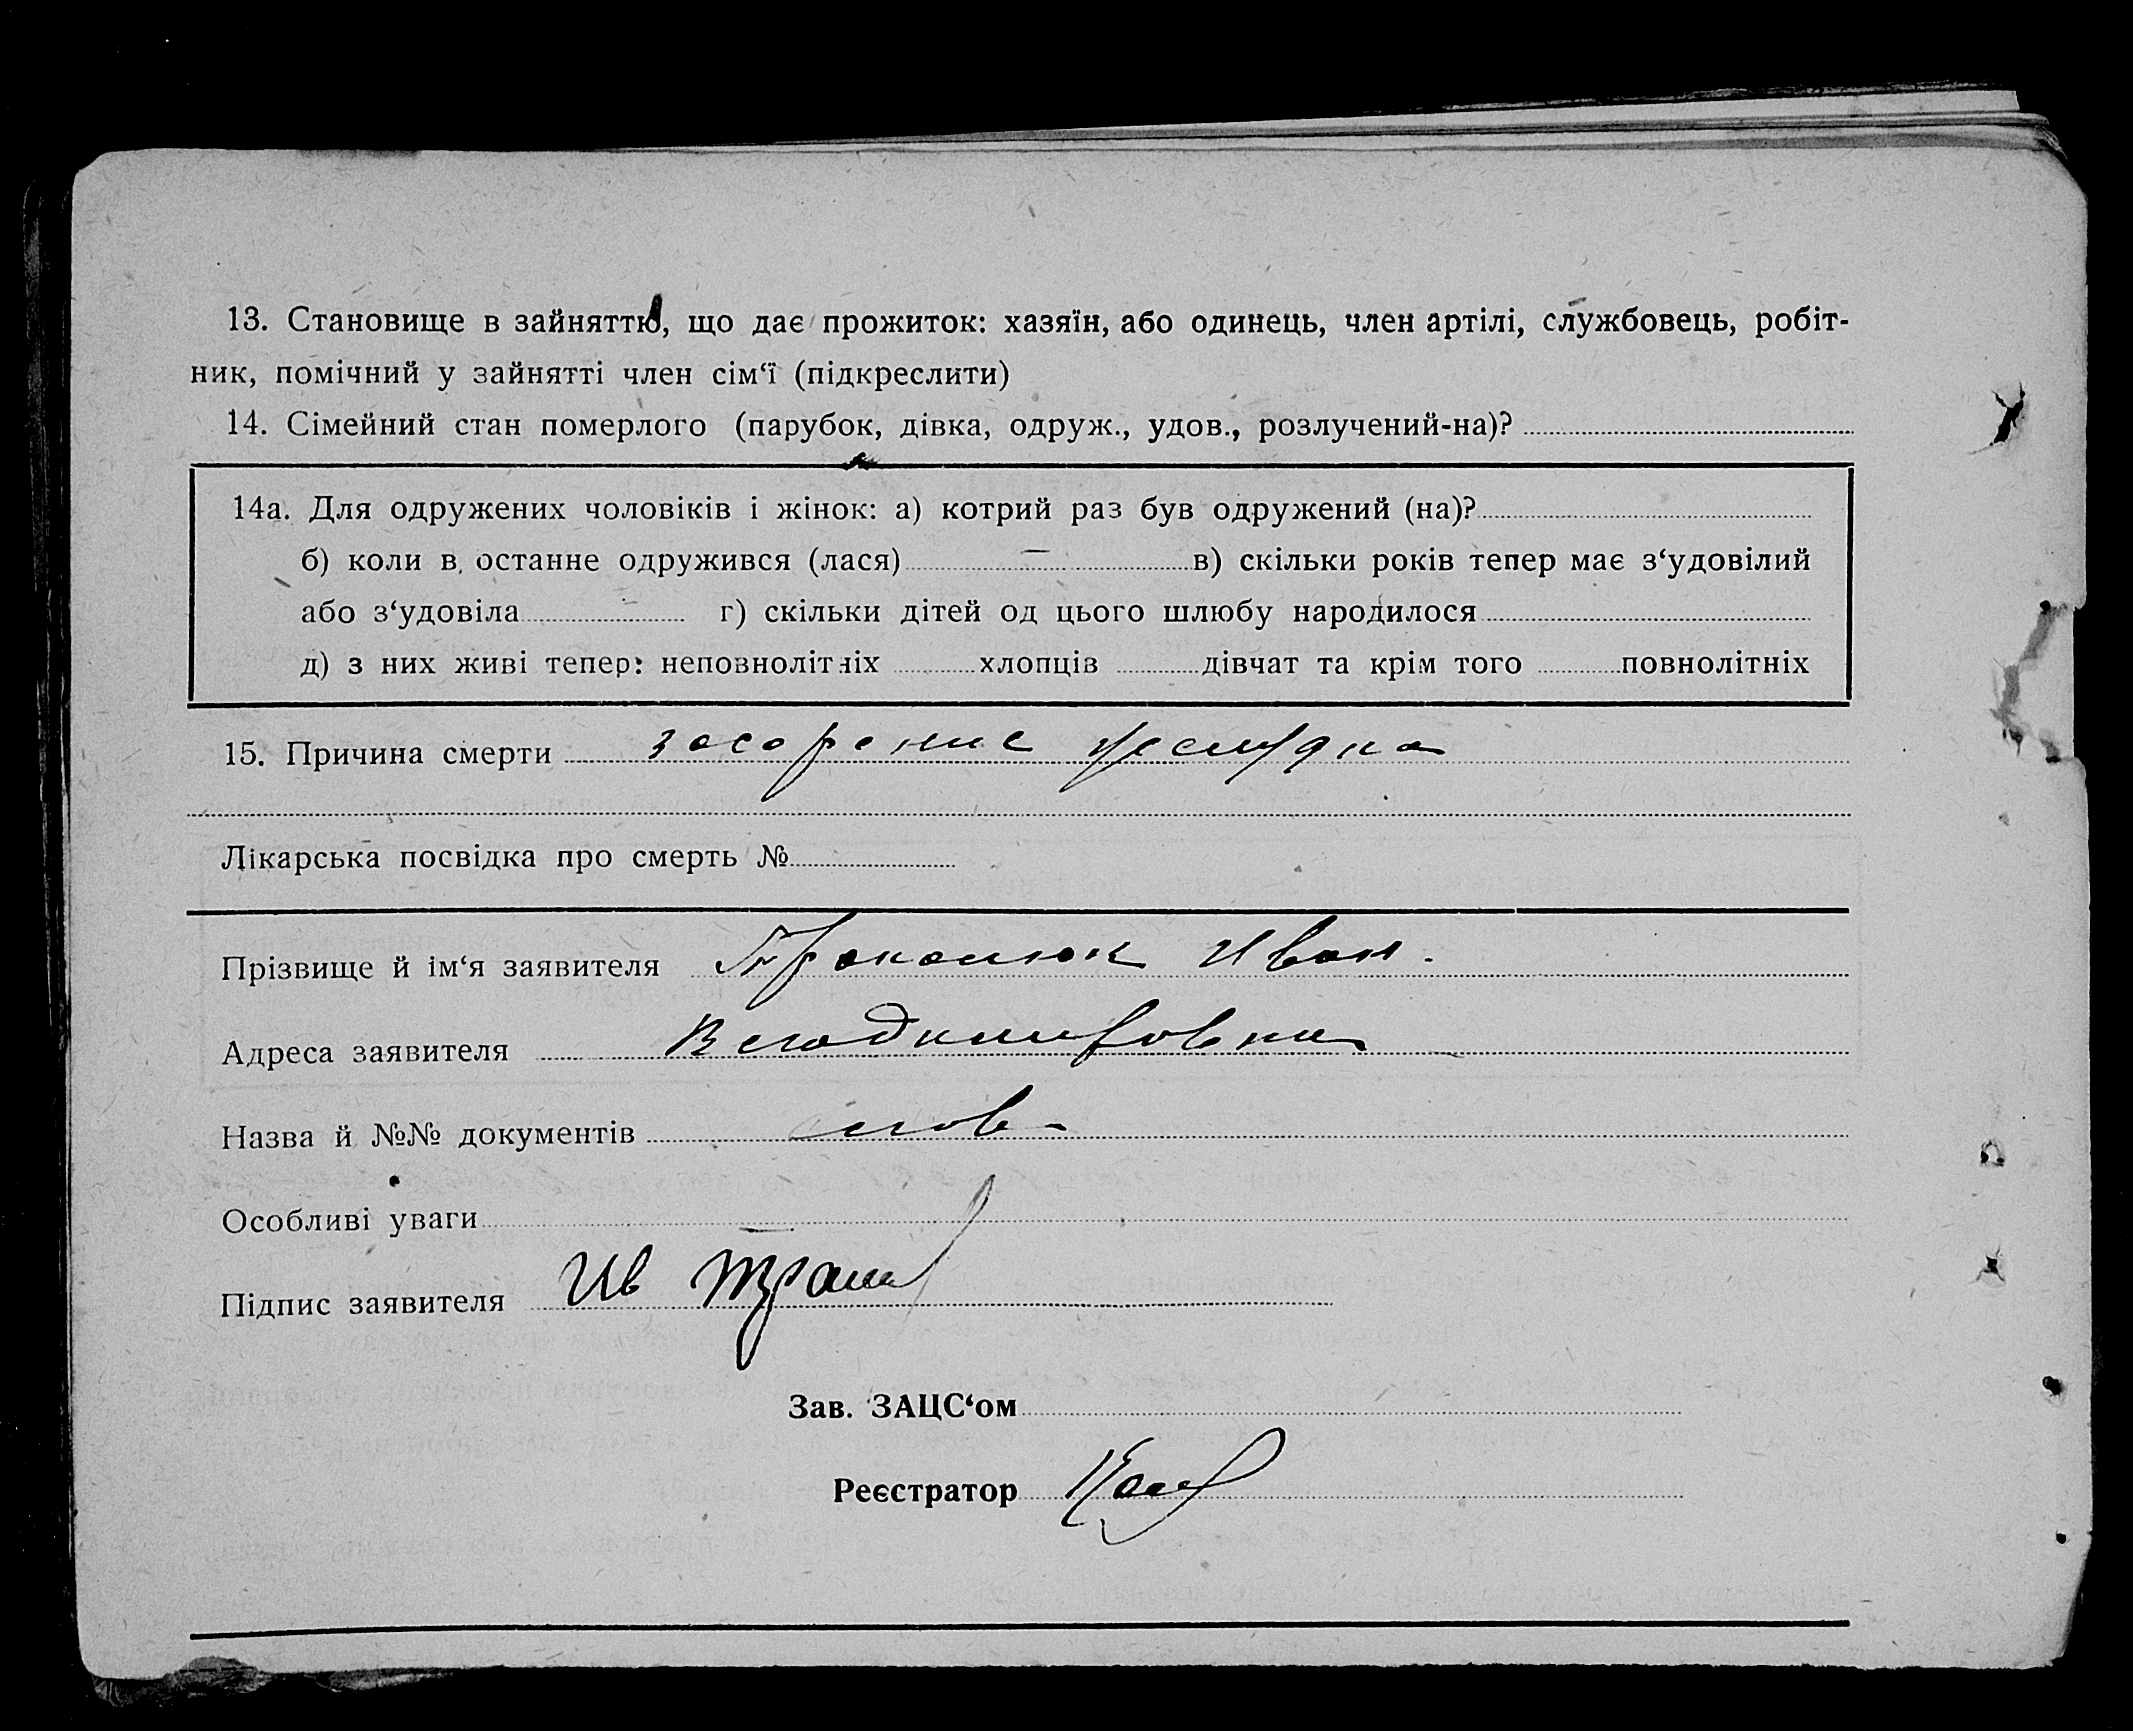 13. Становище в зайняттю, що дає прожиток: хазяїн, або одинець, член артілі, службовець, робіт-
ник, помічний у зайнятті член сім‘ї (підкреслити)
14. Сімейний стан померлого (парубок, дівка, одруж., удов., розлучений-на)?
14а. Для одружених чоловіків і жінок: а) котрий раз був одружений (на)?
б) коли в останне одружився (лася) — в) скільки років тепер має з‘удовілий
або з‘удовіла — г) скільки дітей од цього шлюбу народилося
д) з них живі тепер: неповнолітніх хлопців дівчат та крім того повнолітніх
15. Причина смерти засорение желудка
Лікарська посвідка про смерть №
Прізвище й ім‘я заявителя Иван
Адреса заявителя Владимировка
Назва й №№ документів
Особливі уваги —
Підпис заявителя Ив
Зав. ЗАЦС‘ом
Реєстратор